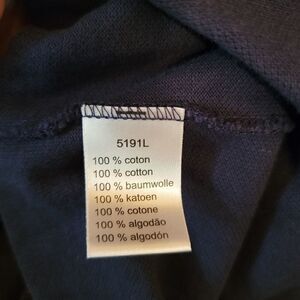 5191L
100 % coton
100 % cotton
100 % baumwolle
100 % katoen
100 % cotone
100 % algodão
100 % algodón